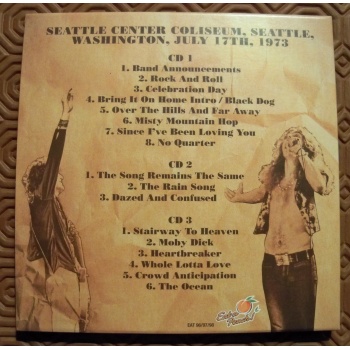 SEATTLE CENTER COLISEUM, SEATTLE,
WASHINGTON, JULY 17TH, 1973
CD 1
1. Band Announcements
2. Rock And Roll
3. Celebration Day
4. Bring It On Home Intro / Black Dog
5. Over The Hills And Far Away
6. Misty Mountain Hop
7. Since I've Been Loving You
8. No Quarter
CD 2
1. The Song Remains The Same
2. The Rain Song
3. Dazed And Confused
CD 3
1. Stairway To Heaven
2. Moby Dick
3. Heartbreaker
4. Whole Lotta Love
5. Crowd Anticipation
6. The Ocean